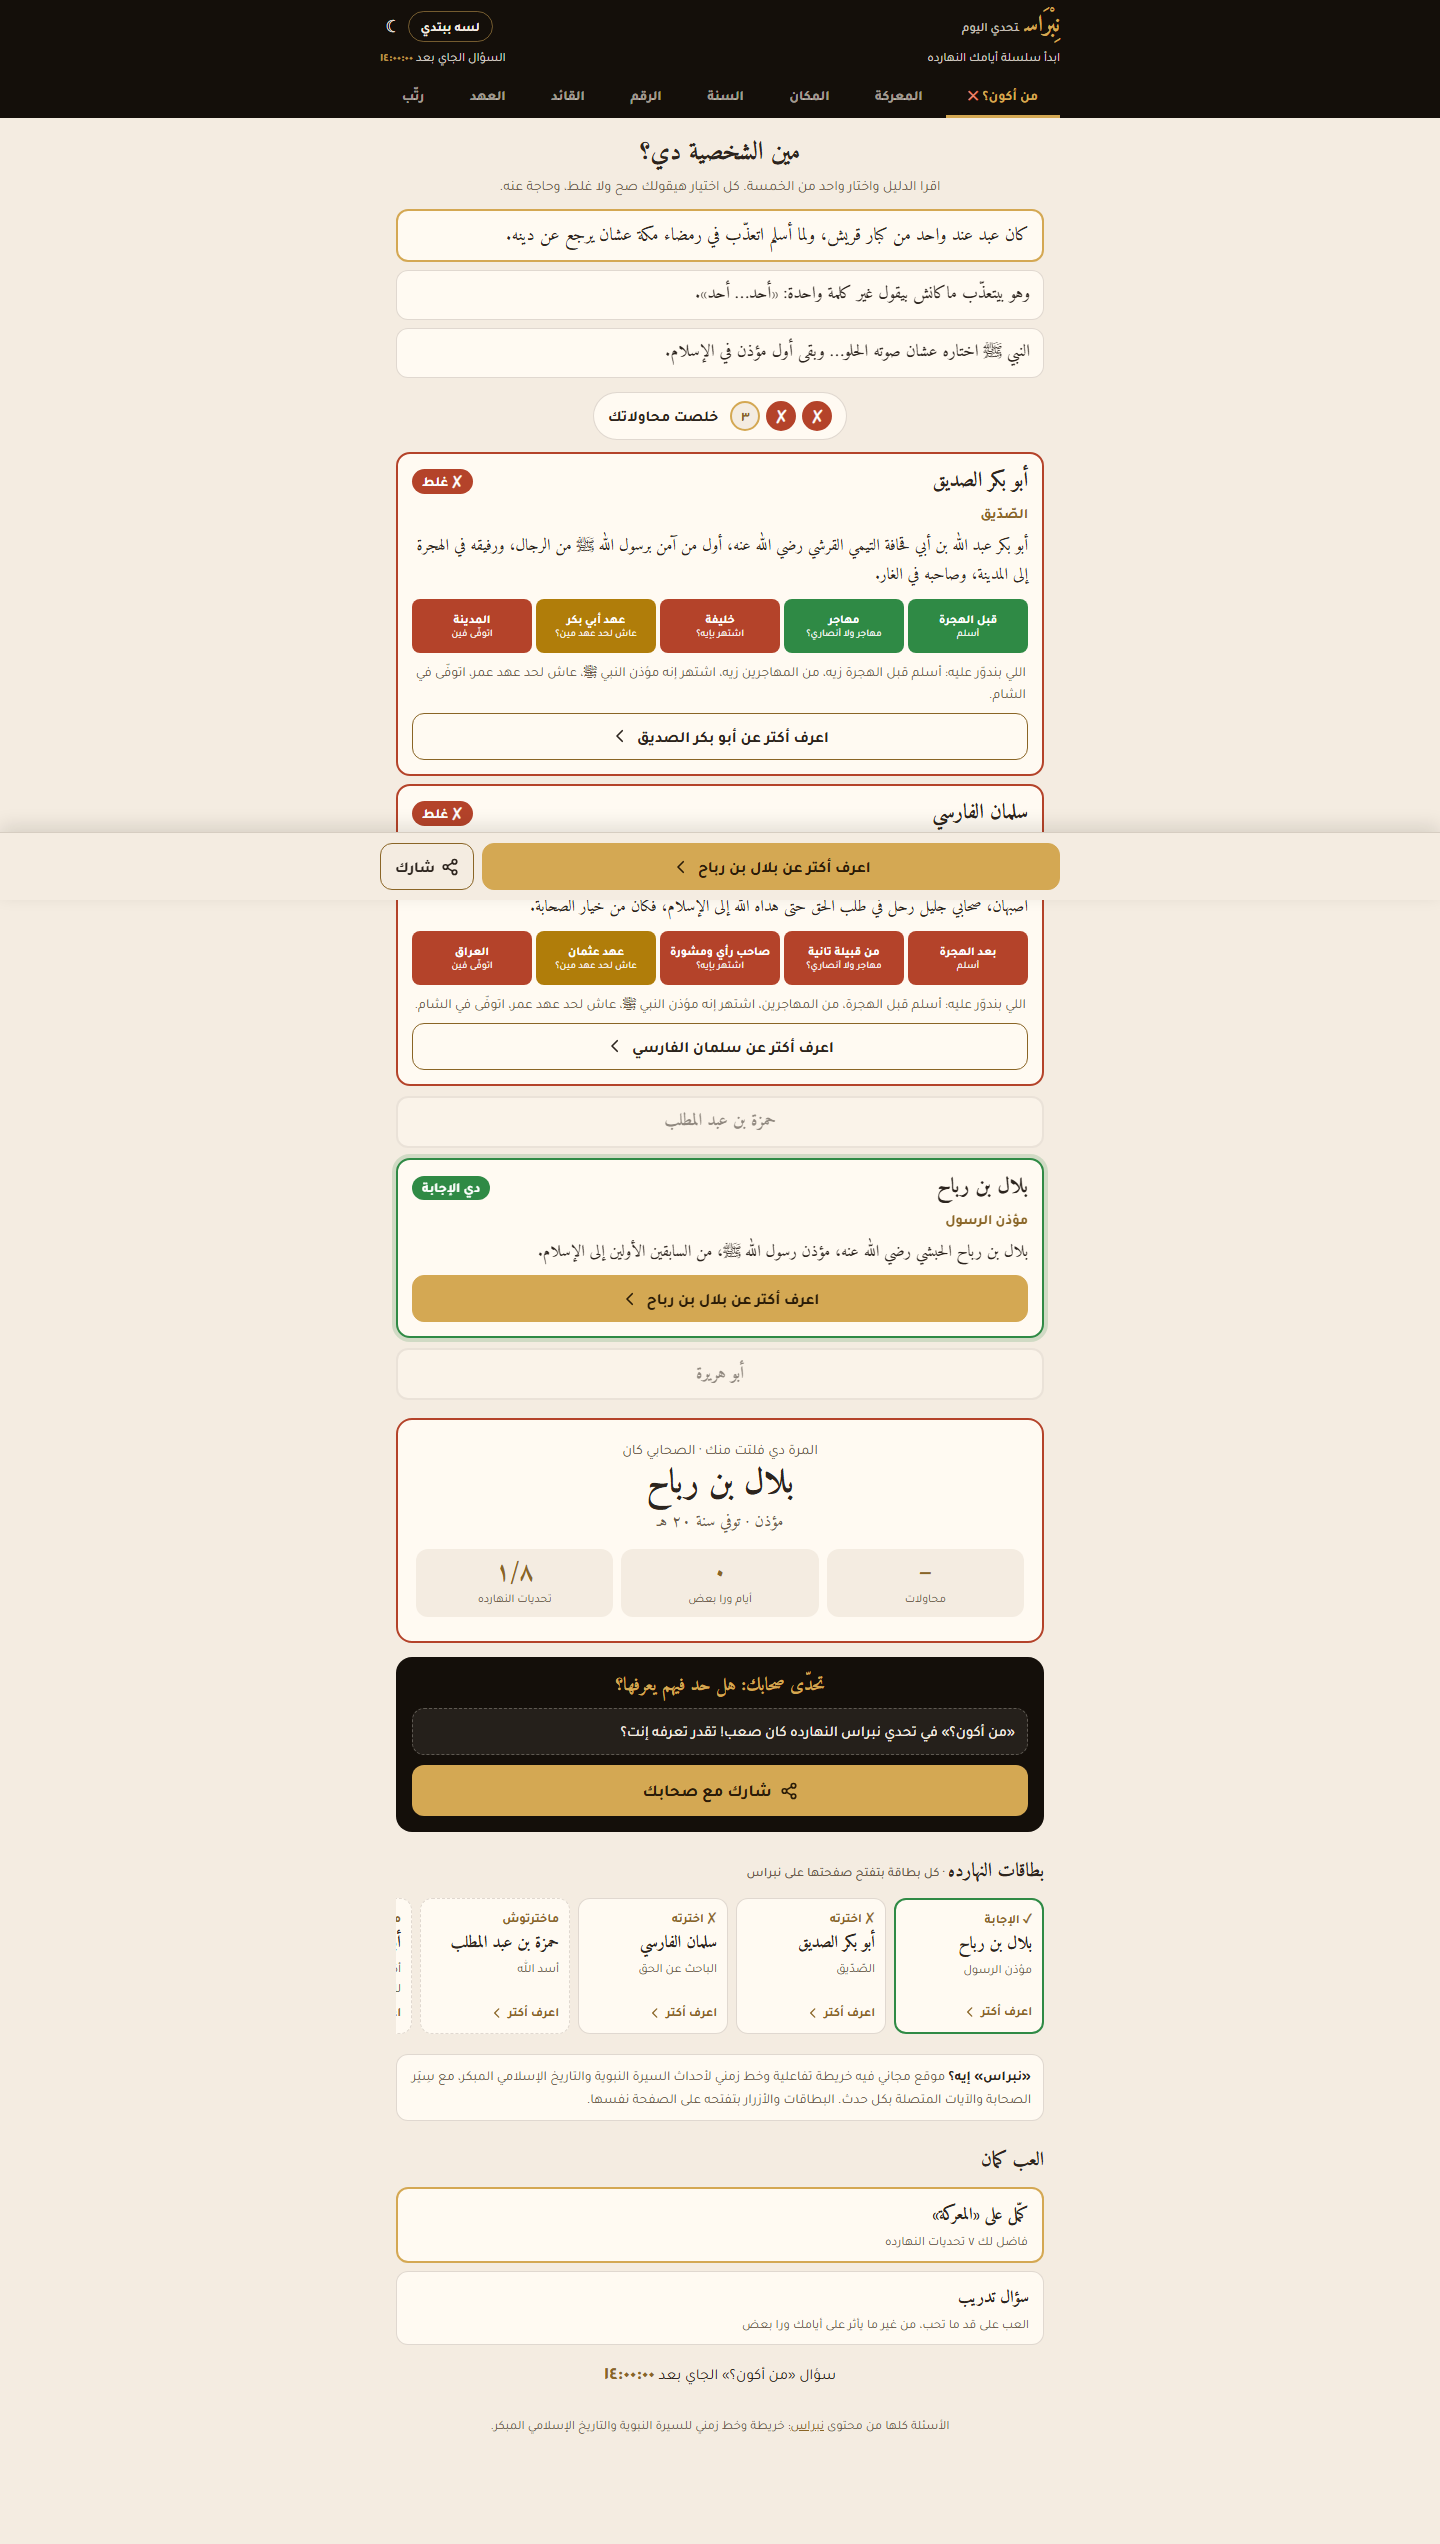 نِبْرَاس تحدي اليوم
لسه ببتدي
ابدأ سلسلة أيامك النهارده
السؤال الجاي بعد ١٤:٠٠:٠٠
من أكون؟ ✕
المعركة
المكان
السنة
الرقم
القائد
العهد
رتّب
مين الشخصية دي؟
اقرا الدليل واختار واحد من الخمسة. كل اختيار هيقولك صح ولا غلط، وحاجة عنه.
كان عبد عند واحد من كبار قريش، ولما أسلم اتعذّب في رمضاء مكة عشان يرجع عن دينه.
وهو بيتعذّب ماكانش بيقول غير كلمة واحدة: «أحد… أحد».
النبي ﷺ اختاره عشان صوته الحلو… وبقى أول مؤذن في الإسلام.
✗ ✗ ٣ خلصت محاولاتك
أبو بكر الصديق
✗ غلط
الصّدّيق
أبو بكر عبد الله بن أبي قحافة التيمي القرشي رضي الله عنه، أول من آمن برسول الله ﷺ من الرجال، ورفيقه في الهجرة
إلى المدينة، وصاحبه في الغار.
قبل الهجرة
أسلم
مهاجر
مهاجر ولا أنصاري؟
خليفة
اشتهر بإيه؟
عهد أبي بكر
عاش لحد عهد مين؟
المدينة
اتوفّى فين
اللي بندوّر عليه: أسلم قبل الهجرة زيه، من المهاجرين زيه، اشتهر إنه مؤذن النبي ﷺ، عاش لحد عهد عمر، اتوفّى في
الشام.
اعرف أكتر عن أبو بكر الصديق
سلمان الفارسي
✗ غلط
اعرف أكتر عن بلال بن رباح
شارك
أصبهان، صحابي جليل رحل في طلب الحق حتى هداه الله إلى الإسلام، فكان من خيار الصحابة.
بعد الهجرة
أسلم
من قبيلة تانية
مهاجر ولا أنصاري؟
صاحب رأي ومشورة
اشتهر بإيه؟
عهد عثمان
عاش لحد عهد مين؟
العراق
اتوفّى فين
اللي بندوّر عليه: أسلم قبل الهجرة، من المهاجرين، اشتهر إنه مؤذن النبي ﷺ، عاش لحد عهد عمر، اتوفّى في الشام.
اعرف أكتر عن سلمان الفارسي
حمزة بن عبد المطلب
بلال بن رباح
دي الإجابة
مؤذن الرسول
بلال بن رباح الحبشي رضي الله عنه، مؤذن رسول الله ﷺ، من السابقين الأولين إلى الإسلام.
اعرف أكتر عن بلال بن رباح
أبو هريرة
المرة دي فلتت منك · الصحابي كان
بلال بن رباح
مؤذن · توفي سنة ٢٠ هـ
–
محاولات
٠
أيام ورا بعض
١/٨
تحديات النهارده
تحدّى صحابك: هل حد فيهم يعرفها؟
«من أكون؟» في تحدي نبراس النهارده كان صعب! تقدر تعرفه إنت؟
شارك مع صحابك
بطاقات النهارده · كل بطاقة بتفتح صفحتها على نبراس
✓ الإجابة
بلال بن رباح
مؤذن الرسول
اعرف أكتر
✗ اخترته
أبو بكر الصديق
الصّدّيق
اعرف أكتر
✗ اخترته
سلمان الفارسي
الباحث عن الحق
اعرف أكتر
ماخترتوش
حمزة بن عبد المطلب
أسد الله
اعرف أكتر
«نبراس» إيه؟ موقع مجاني فيه خريطة تفاعلية وخط زمني لأحداث السيرة النبوية والتاريخ الإسلامي المبكر، مع سِيَر
الصحابة والآيات المتصلة بكل حدث. البطاقات والأزرار بتفتحه على الصفحة نفسها.
العب كمان
كمّل على «المعركة»
فاضل لك ٧ تحديات النهارده
سؤال تدريب
العب على قد ما تحب، من غير ما يأثر على أيامك ورا بعض
سؤال «من أكون؟» الجاي بعد ١٤:٠٠:٠٠
الأسئلة كلها من محتوى نبراس: خريطة وخط زمني للسيرة النبوية والتاريخ الإسلامي المبكر.